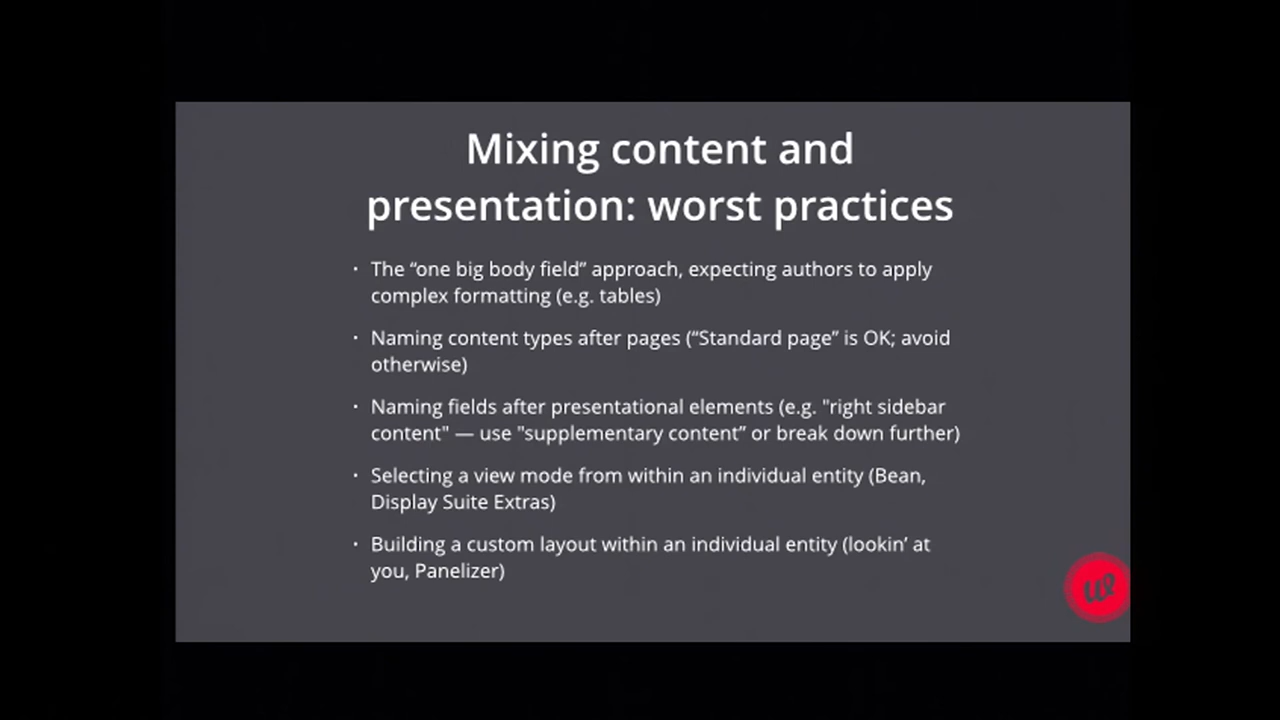 Mixing content and
presentation: worst practices
· The “one big body field” approach, expecting authors to apply
complex formatting (e.g. tables)
· Naming content types after pages (“Standard page” is OK; avoid
otherwise)
· Naming fields after presentational elements (e.g. "right sidebar
content" — use "supplementary content” or break down further)
· Selecting a view mode from within an individual entity (Bean,
Display Suite Extras)
· Building a custom layout within an individual entity (lookin’ at
you, Panelizer)